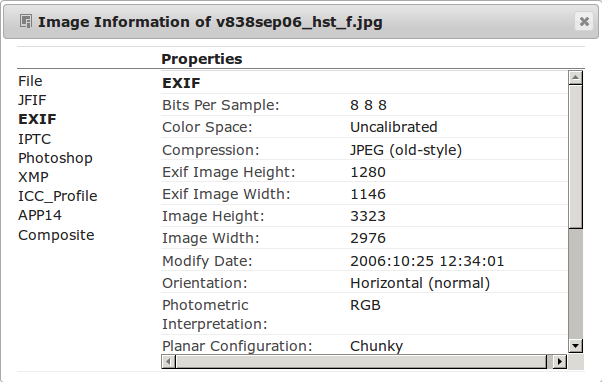 Image Information of v838sep06_hst_f.jpg
Properties
File
JFIF
EXIF
IPTC
Photoshop
XMP
ICC_Profile
APP14
Composite
EXIF
Bits Per Sample: 8 8 8
Color Space: Uncalibrated
Compression: JPEG (old-style)
Exif Image Height: 1280
Exif Image Width: 1146
Image Height: 3323
Image Width: 2976
Modify Date: 2006:10:25 12:34:01
Orientation: Horizontal (normal)
Photometric RGB
Interpretation:
Planar Configuration: Chunky